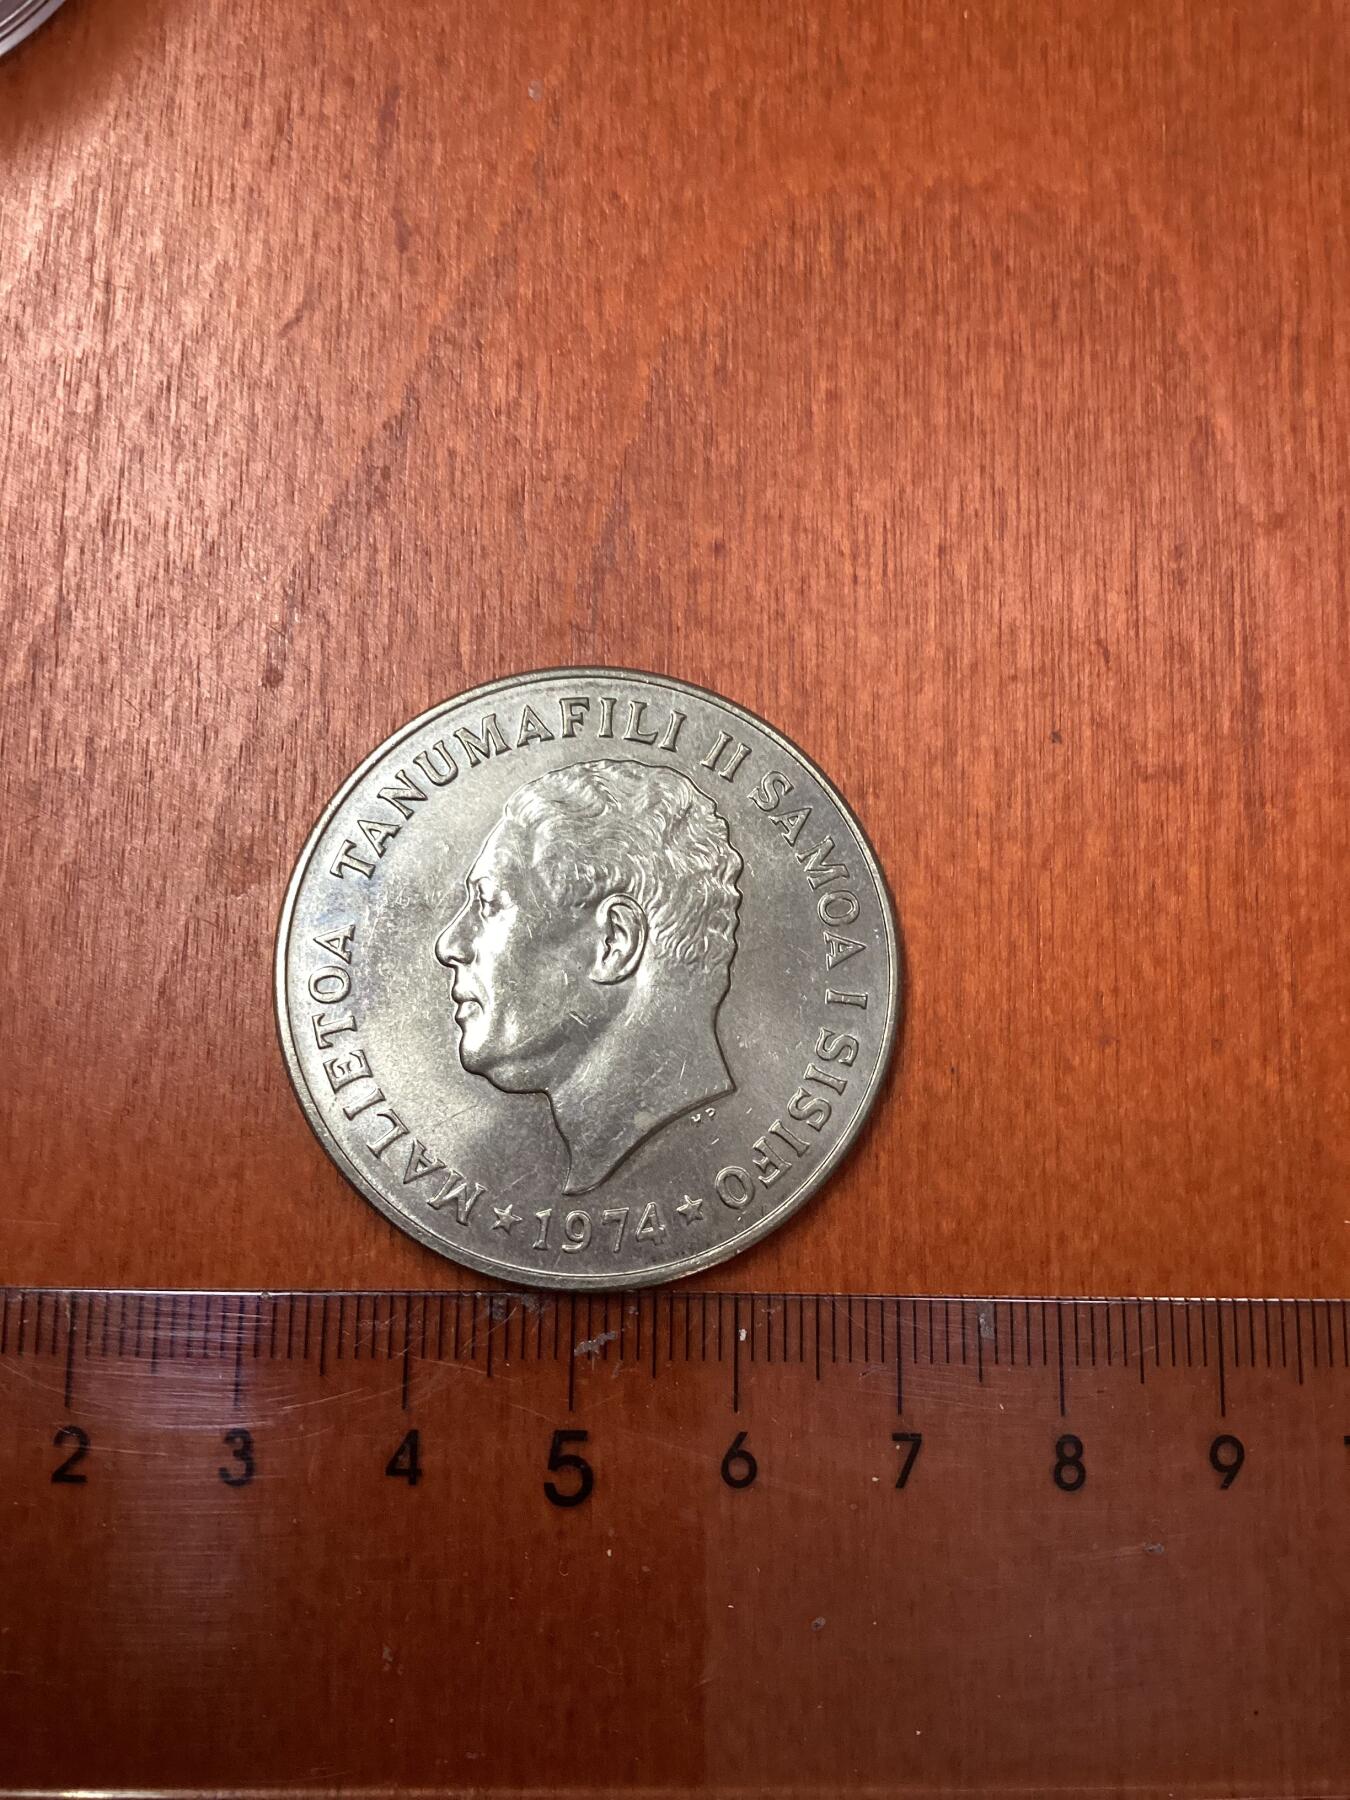 MALIETOA TANUMAFILI II SAMOA I SISIFO
★1974★
2 3 4 5 6 7 8 9